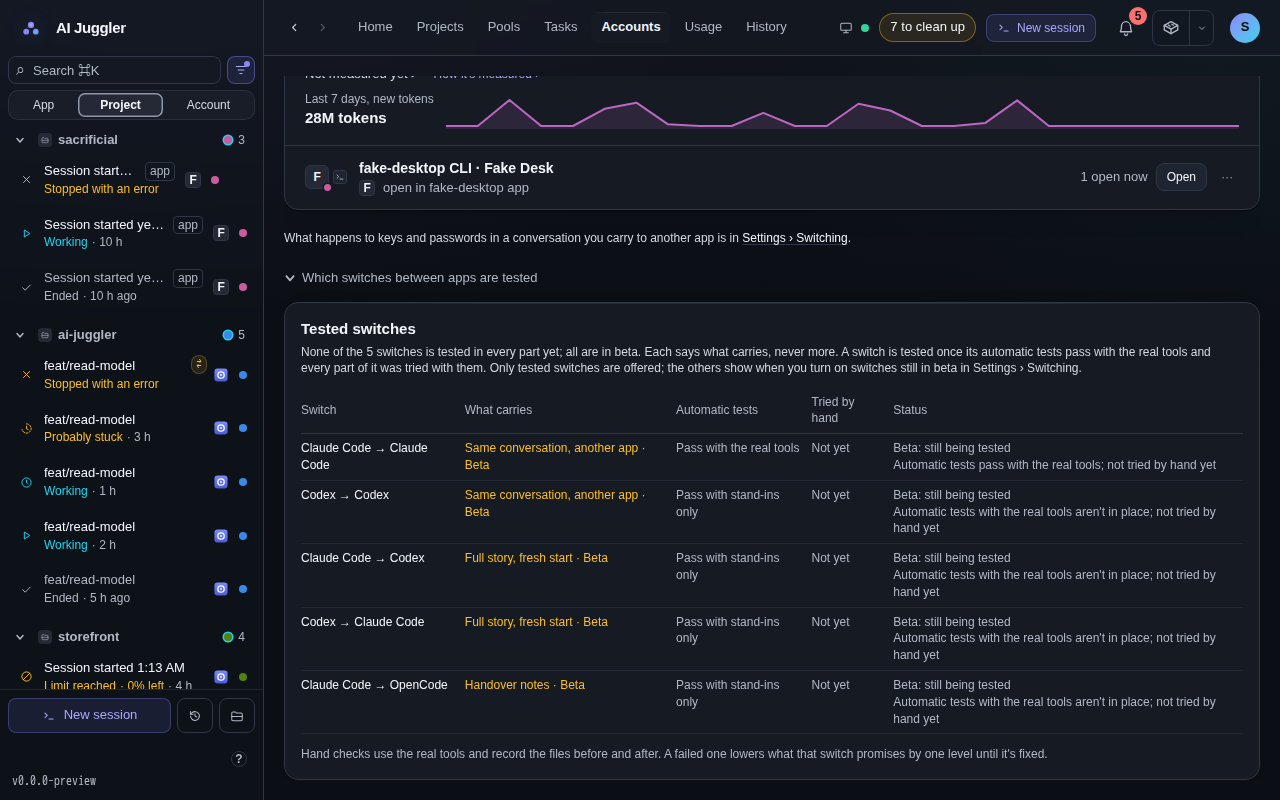 AI Juggler
Search ⌘K
App
Project
Account
sacrificial
3
Session start…
app
F
Stopped with an error
Session started ye…
app
F
Working · 10 h
Session started ye…
app
F
Ended · 10 h ago
ai-juggler
5
feat/read-model
Stopped with an error
feat/read-model
Probably stuck · 3 h
feat/read-model
Working · 1 h
feat/read-model
Working · 2 h
feat/read-model
Ended · 5 h ago
storefront
4
Session started 1:13 AM
Limit reached · 0% left · 4 h
New session
?
v0.0.0-preview
Home
Projects
Pools
Tasks
Accounts
Usage
History
7 to clean up
New session
5
S
Not measured yet ›
How it's measured ›
Last 7 days, new tokens
28M tokens
F
fake-desktop CLI · Fake Desk
F open in fake-desktop app
1 open now
Open
What happens to keys and passwords in a conversation you carry to another app is in Settings › Switching.
Which switches between apps are tested
Tested switches
None of the 5 switches is tested in every part yet; all are in beta. Each says what carries, never more. A switch is tested once its automatic tests pass with the real tools and
every part of it was tried with them. Only tested switches are offered; the others show when you turn on switches still in beta in Settings › Switching.
Switch
What carries
Automatic tests
Tried by
hand
Status
Claude Code → Claude
Code
Same conversation, another app ·
Beta
Pass with the real tools
Not yet
Beta: still being tested
Automatic tests pass with the real tools; not tried by hand yet
Codex → Codex
Same conversation, another app ·
Beta
Pass with stand-ins
only
Not yet
Beta: still being tested
Automatic tests with the real tools aren't in place; not tried by
hand yet
Claude Code → Codex
Full story, fresh start · Beta
Pass with stand-ins
only
Not yet
Beta: still being tested
Automatic tests with the real tools aren't in place; not tried by
hand yet
Codex → Claude Code
Full story, fresh start · Beta
Pass with stand-ins
only
Not yet
Beta: still being tested
Automatic tests with the real tools aren't in place; not tried by
hand yet
Claude Code → OpenCode
Handover notes · Beta
Pass with stand-ins
only
Not yet
Beta: still being tested
Automatic tests with the real tools aren't in place; not tried by
hand yet
Hand checks use the real tools and record the files before and after. A failed one lowers what that switch promises by one level until it's fixed.